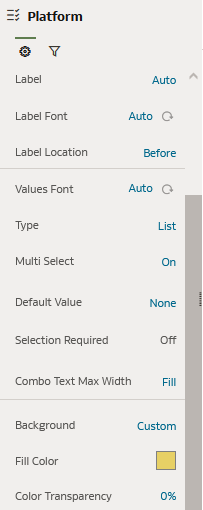 Platform
Label Auto
Label Font Auto
Label Location Before
Values Font Auto
Type List
Multi Select On
Default Value None
Selection Required Off
Combo Text Max Width Fill
Background Custom
Fill Color
Color Transparency 0%